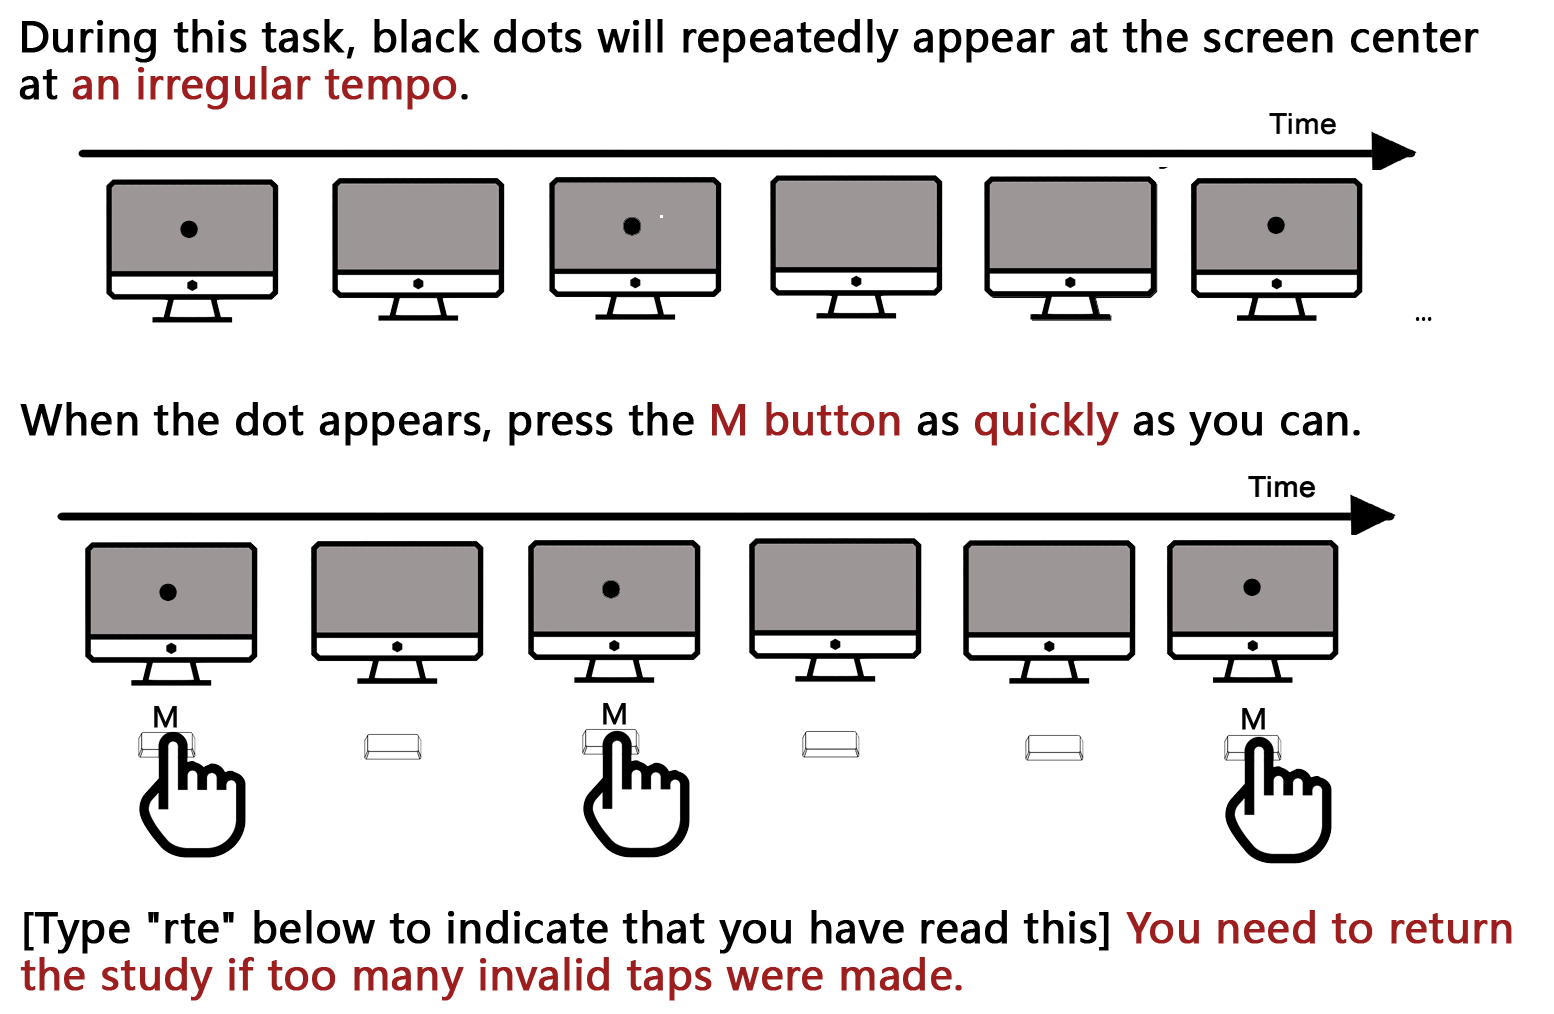 During this task, black dots will repeatedly appear at the screen center
at an irregular tempo.
Time
...
When the dot appears, press the M button as quickly as you can.
Time
M
M
M
[Type "rte" below to indicate that you have read this] You need to return
the study if too many invalid taps were made.